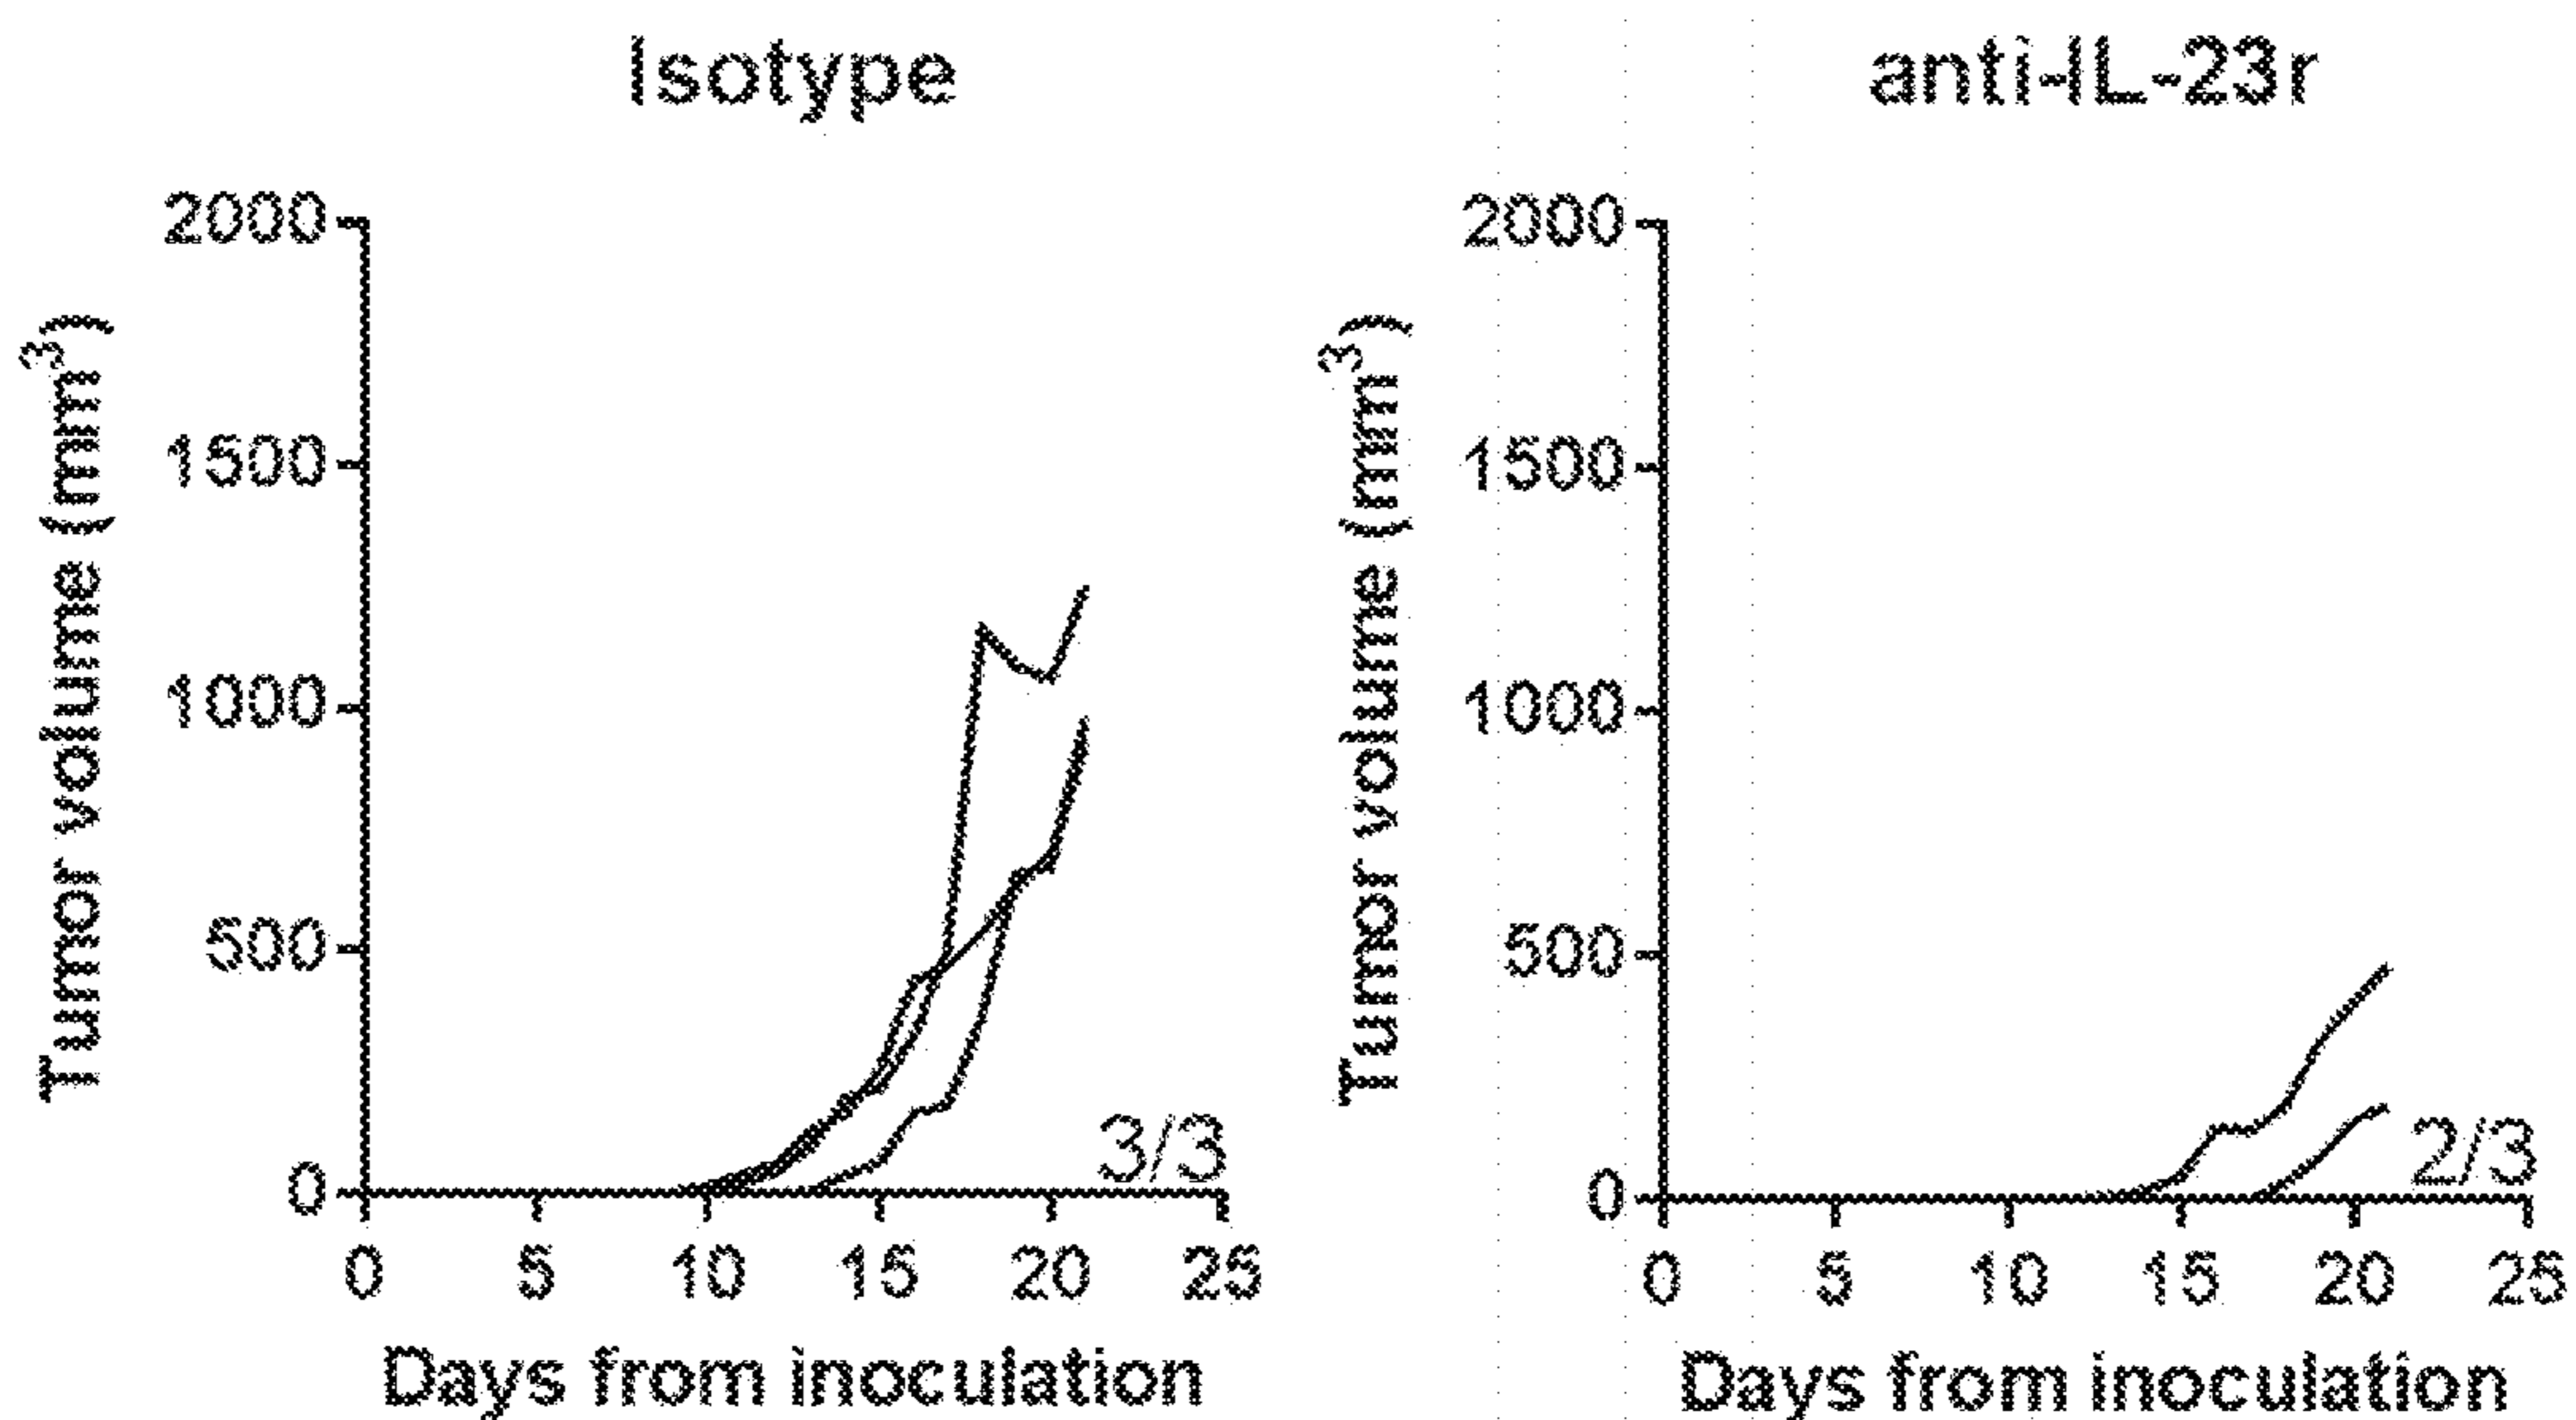 Isotype
Tumor volume (mm³)
2000
1500
1000
500
0
3/3
0 5 10 15 20 25
Days from inoculation
anti-IL-23r
Tumor volume (mm³)
2000
1500
1000
500
0
2/3
0 5 10 15 20 25
Days from inoculation